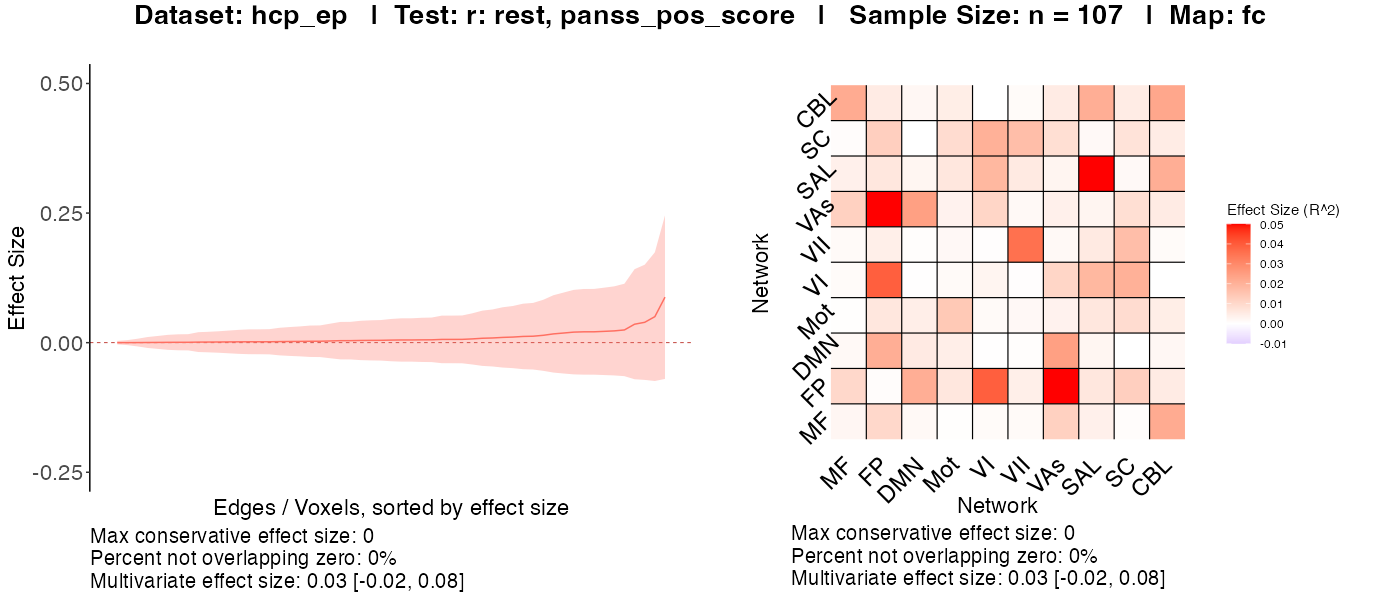 Dataset: hcp_ep | Test: r: rest, panss_pos_score | Sample Size: n = 107 | Map: fc
0.50
0.25
0.00
-0.25
Effect Size
Edges / Voxels, sorted by effect size
Max conservative effect size: 0
Percent not overlapping zero: 0%
Multivariate effect size: 0.03 [-0.02, 0.08]
Network
CBL
SC
SAL
VAs
VII
VI
Mot
DMN
FP
MF
MF FP DMN Mot VI VII VAs SAL SC CBL
Network
Max conservative effect size: 0
Percent not overlapping zero: 0%
Multivariate effect size: 0.03 [-0.02, 0.08]
Effect Size (R^2)
0.05
0.04
0.03
0.02
0.01
0.00
-0.01